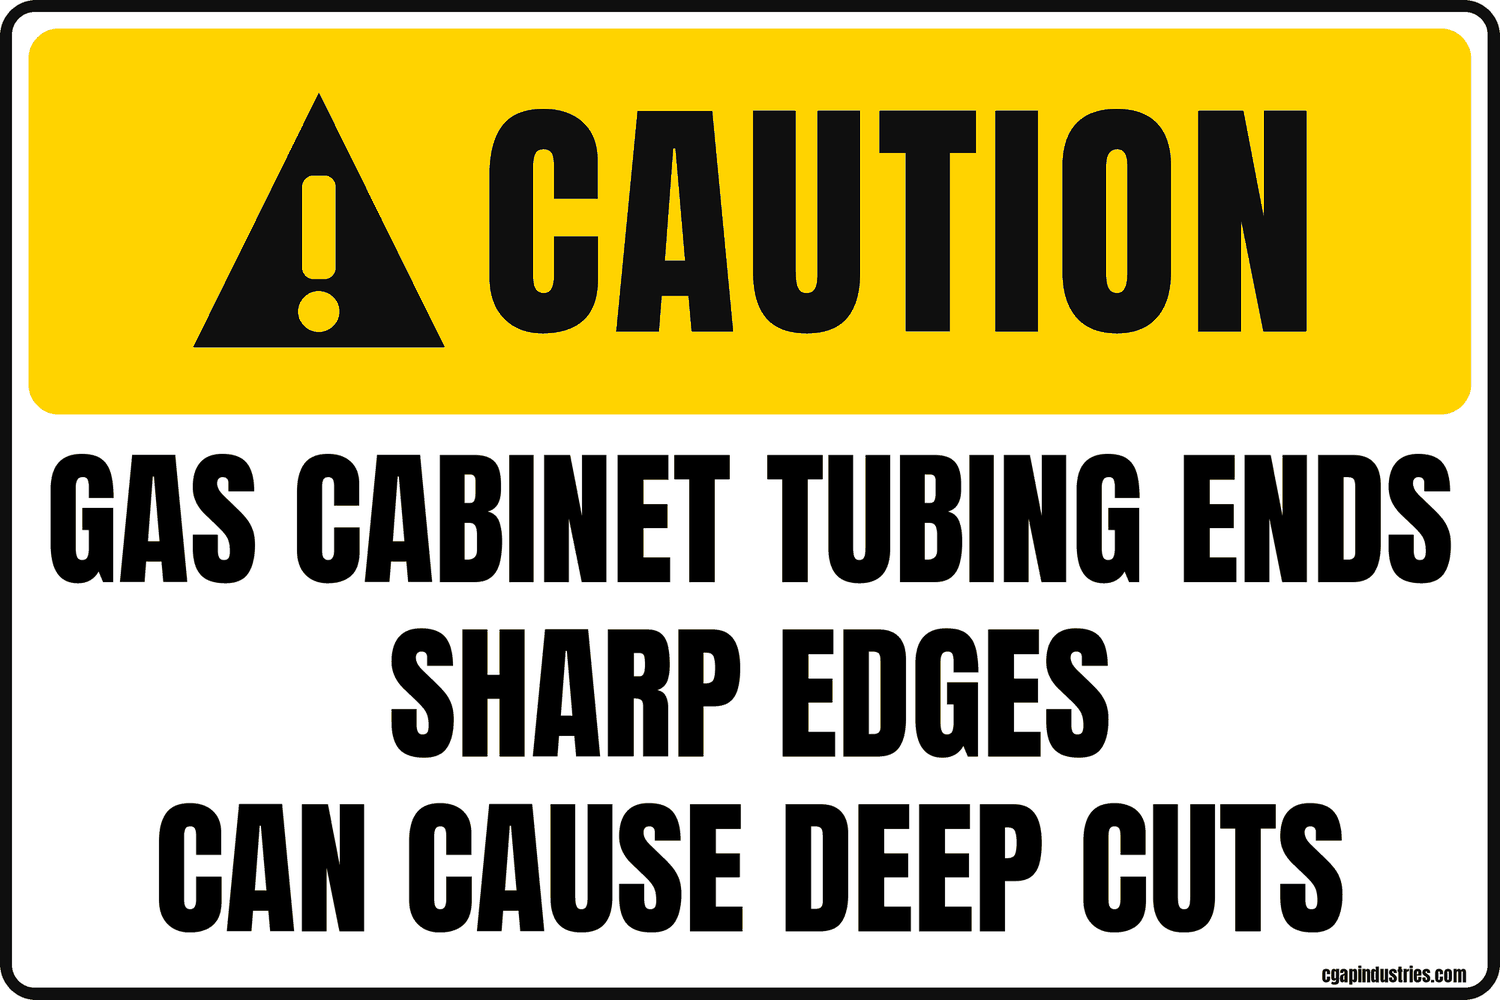 CAUTION
GAS CABINET TUBING ENDS
SHARP EDGES
CAN CAUSE DEEP CUTS
cgapindustries.com